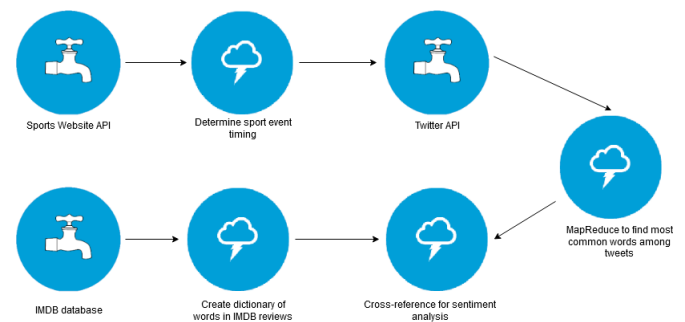 Sports Website API
Determine sport event
timing
Twitter API
MapReduce to find most
common words among
tweets
IMDB database
Create dictionary of
words in IMDB reviews
Cross-reference for sentiment
analysis